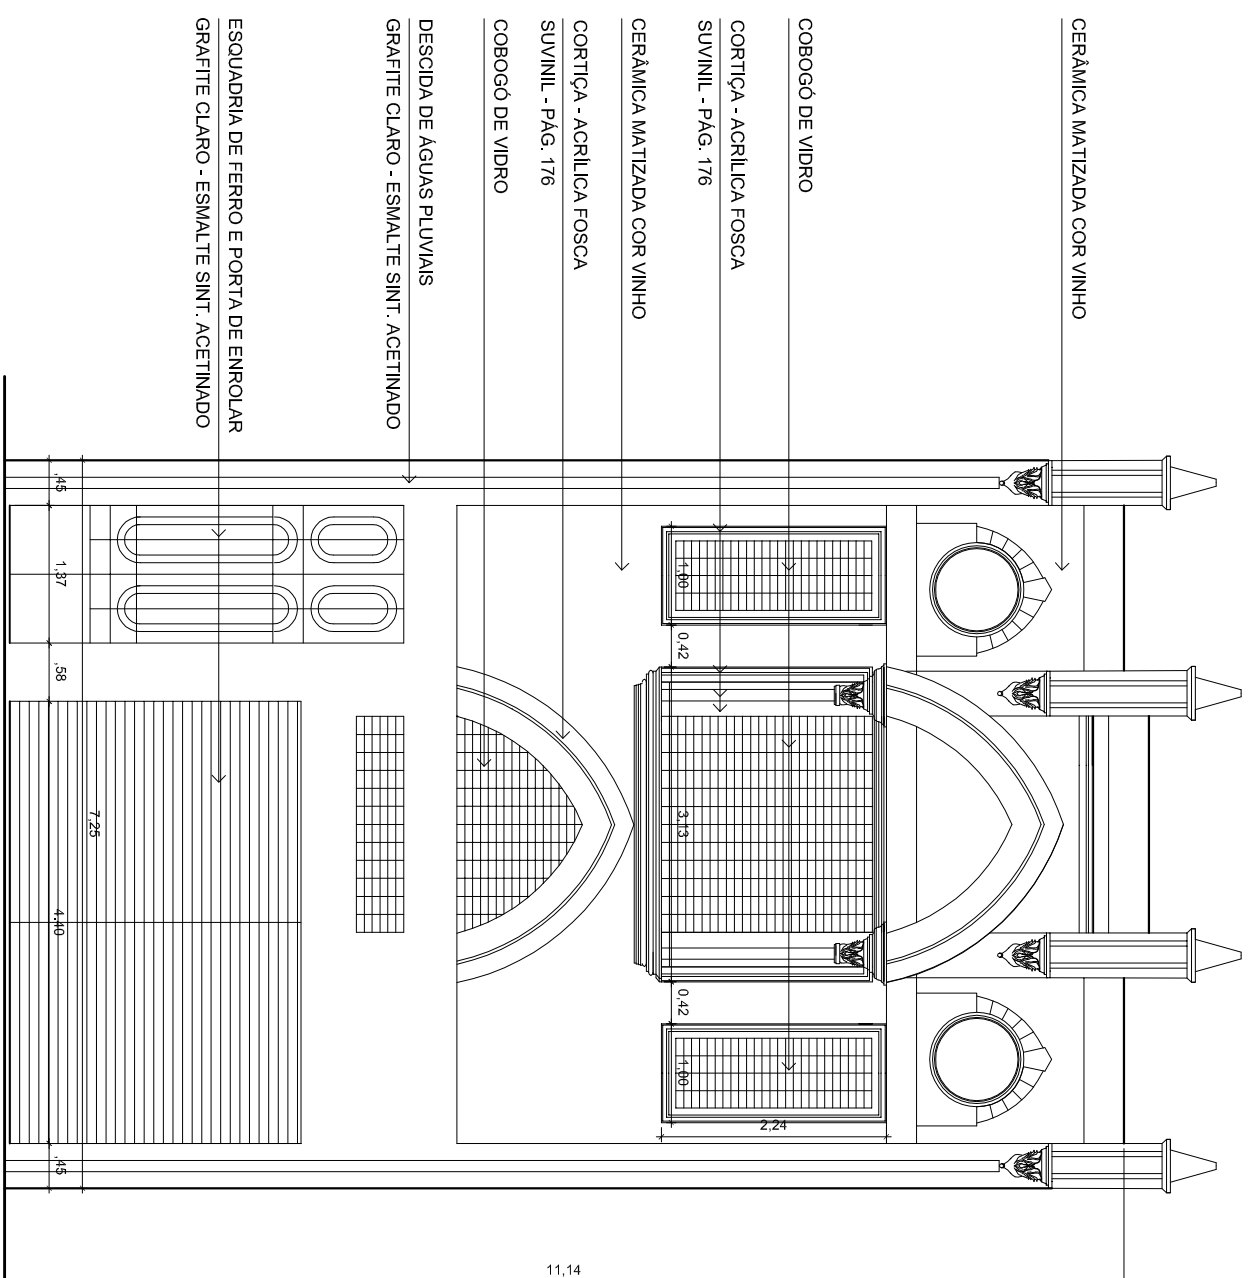 CERÂMICA MATIZADA COR VINHO
COBOGÓ DE VIDRO
CORTIÇA - ACRÍLICA FOSCA
SUVINIL - PÁG. 176
CERÂMICA MATIZADA COR VINHO
CORTIÇA - ACRÍLICA FOSCA
SUVINIL - PÁG. 176
COBOGÓ DE VIDRO
DESCIDA DE ÁGUAS PLUVIAIS
GRAFITE CLARO - ESMALTE SINT. ACETINADO
ESQUADRIA DE FERRO E PORTA DE ENROLAR
GRAFITE CLARO - ESMALTE SINT. ACETINADO
1,00
0,42
3,13
0,42
1,00
2,24
7,25
,45
1,37
,58
4,40
,45
11,14